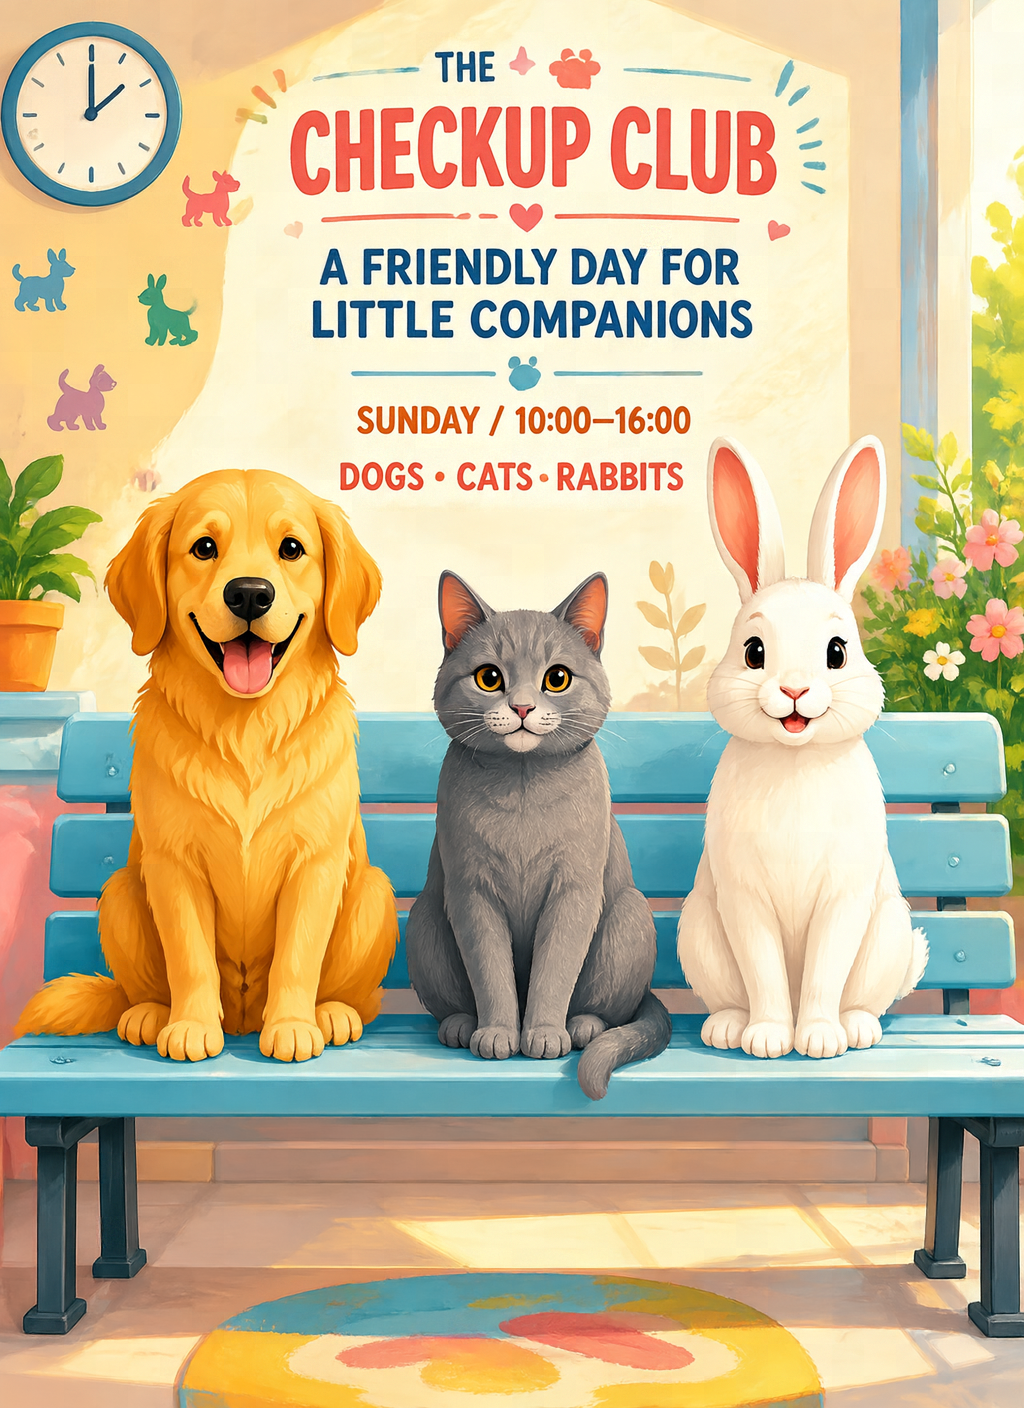 THE
CHECKUP CLUB
A FRIENDLY DAY FOR
LITTLE COMPANIONS
SUNDAY / 10:00–16:00
DOGS • CATS • RABBITS